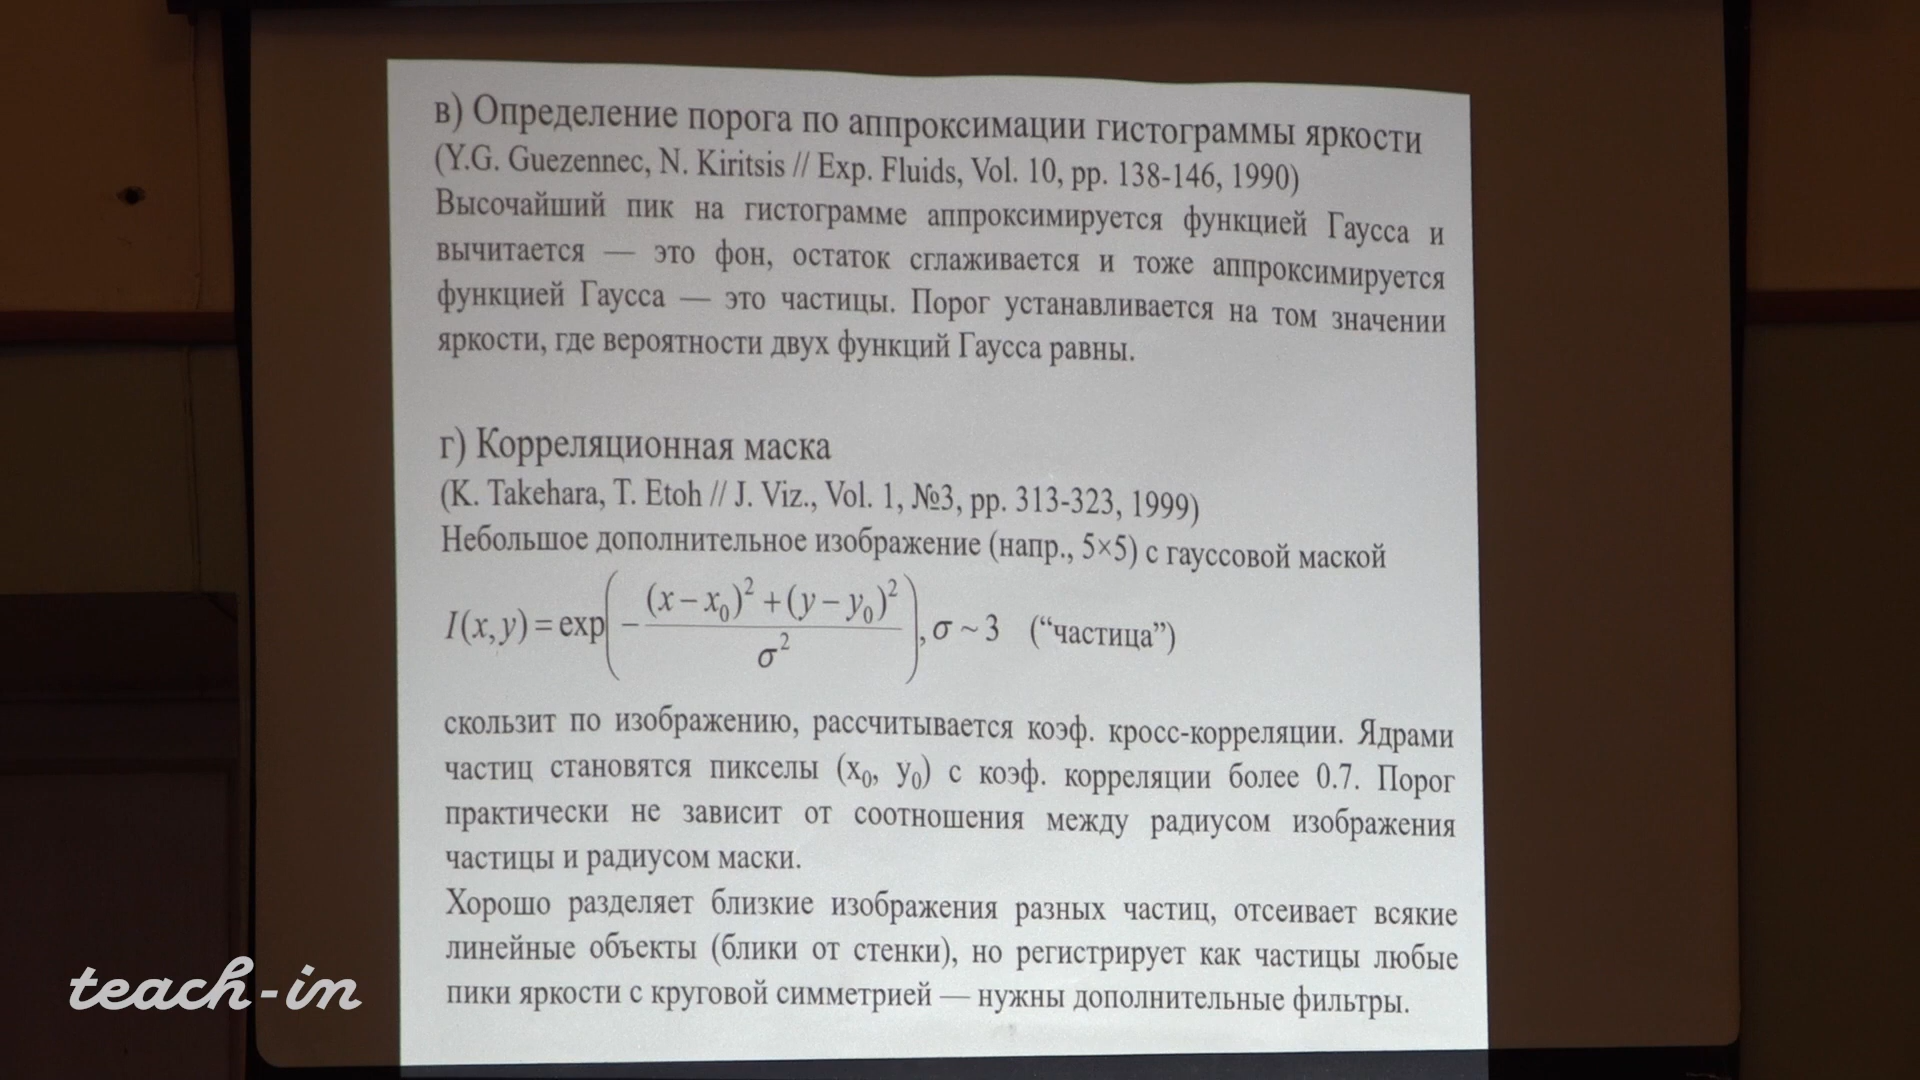 в) Определение порога по аппроксимации гистограммы яркости
(Y.G. Guezennec, N. Kiritsis // Exp. Fluids, Vol. 10, pp. 138-146, 1990)
Высочайший пик на гистограмме аппроксимируется функцией Гаусса и
вычитается — это фон, остаток сглаживается и тоже аппроксимируется
функцией Гаусса — это частицы. Порог устанавливается на том значении
яркости, где вероятности двух функций Гаусса равны.
г) Корреляционная маска
(K. Takehara, T. Etoh // J. Viz., Vol. 1, №3, pp. 313-323, 1999)
Небольшое дополнительное изображение (напр., 5×5) с гауссовой маской
I(x,y) = exp(−((x−x₀)²+(y−y₀)²)/σ²), σ ~ 3 (“частица”)
скользит по изображению, рассчитывается коэф. кросс-корреляции. Ядрами
частиц становятся пикселы (x₀, y₀) с коэф. корреляции более 0.7. Порог
практически не зависит от соотношения между радиусом изображения
частицы и радиусом маски.
Хорошо разделяет близкие изображения разных частиц, отсеивает всякие
линейные объекты (блики от стенки), но регистрирует как частицы любые
пики яркости с круговой симметрией — нужны дополнительные фильтры.
teach-in